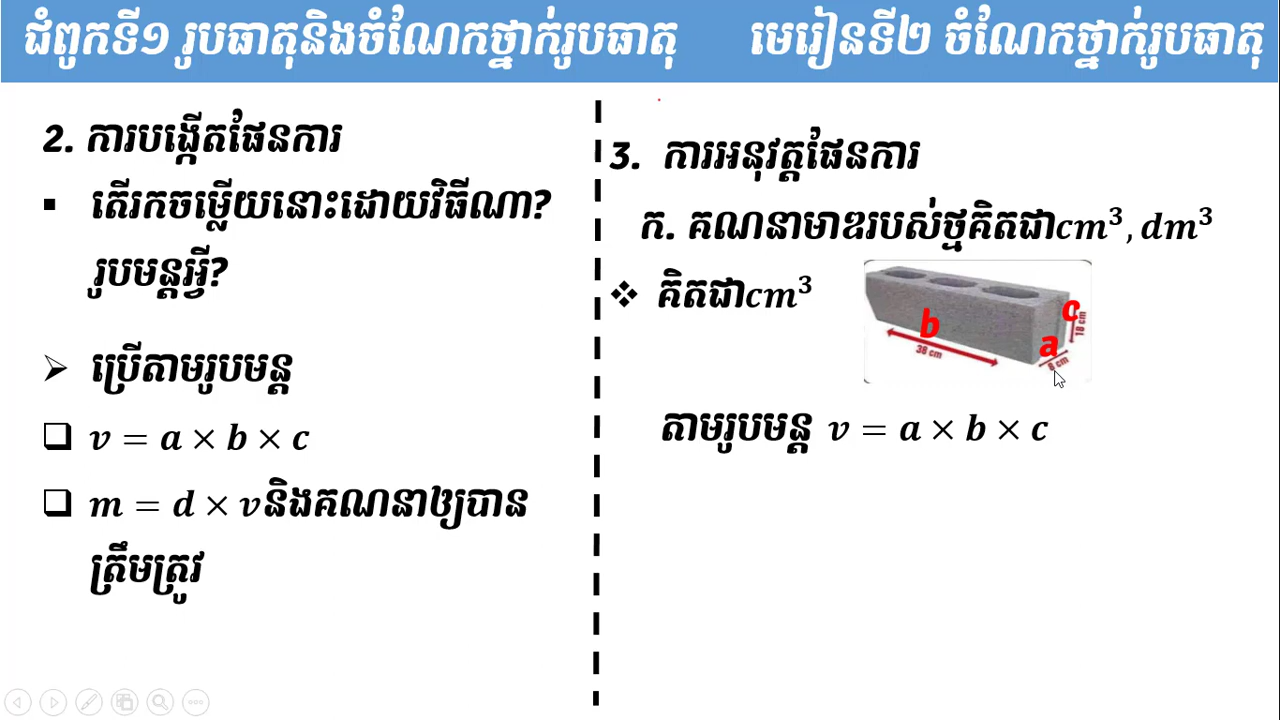 ជំពូកទី១ រូបធាតុនិងចំណែកថ្នាក់រូបធាតុ មេរៀនទី២ ចំណែកថ្នាក់រូបធាតុ
2. ការបង្កើតផែនការ
▪ តើរកចម្លើយនោះដោយវិធីណា?
រូបមន្តអ្វី?
➢ ប្រើតាមរូបមន្ត
❑ v = a × b × c
❑ m = d × v និងគណនាឲ្យបាន
ត្រឹមត្រូវ
3. ការអនុវត្តផែនការ
ក. គណនាមាឌរបស់ថ្មគិតជា cm³, dm³
❖ គិតជា cm³
b
c
a
38 cm
8 cm
18 cm
តាមរូបមន្ត v = a × b × c